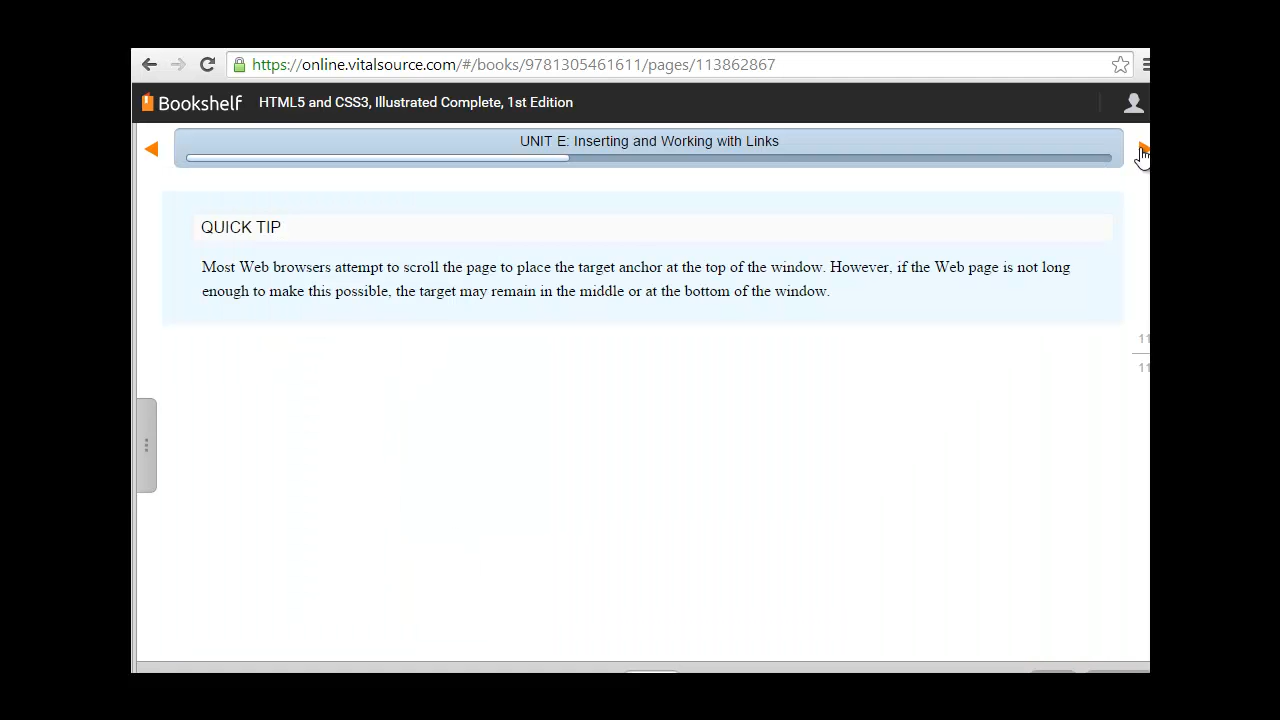 https://online.vitalsource.com/#/books/9781305461611/pages/113862867
Bookshelf HTML5 and CSS3, Illustrated Complete, 1st Edition
UNIT E: Inserting and Working with Links
QUICK TIP
Most Web browsers attempt to scroll the page to place the target anchor at the top of the window. However, if the Web page is not long
enough to make this possible, the target may remain in the middle or at the bottom of the window.